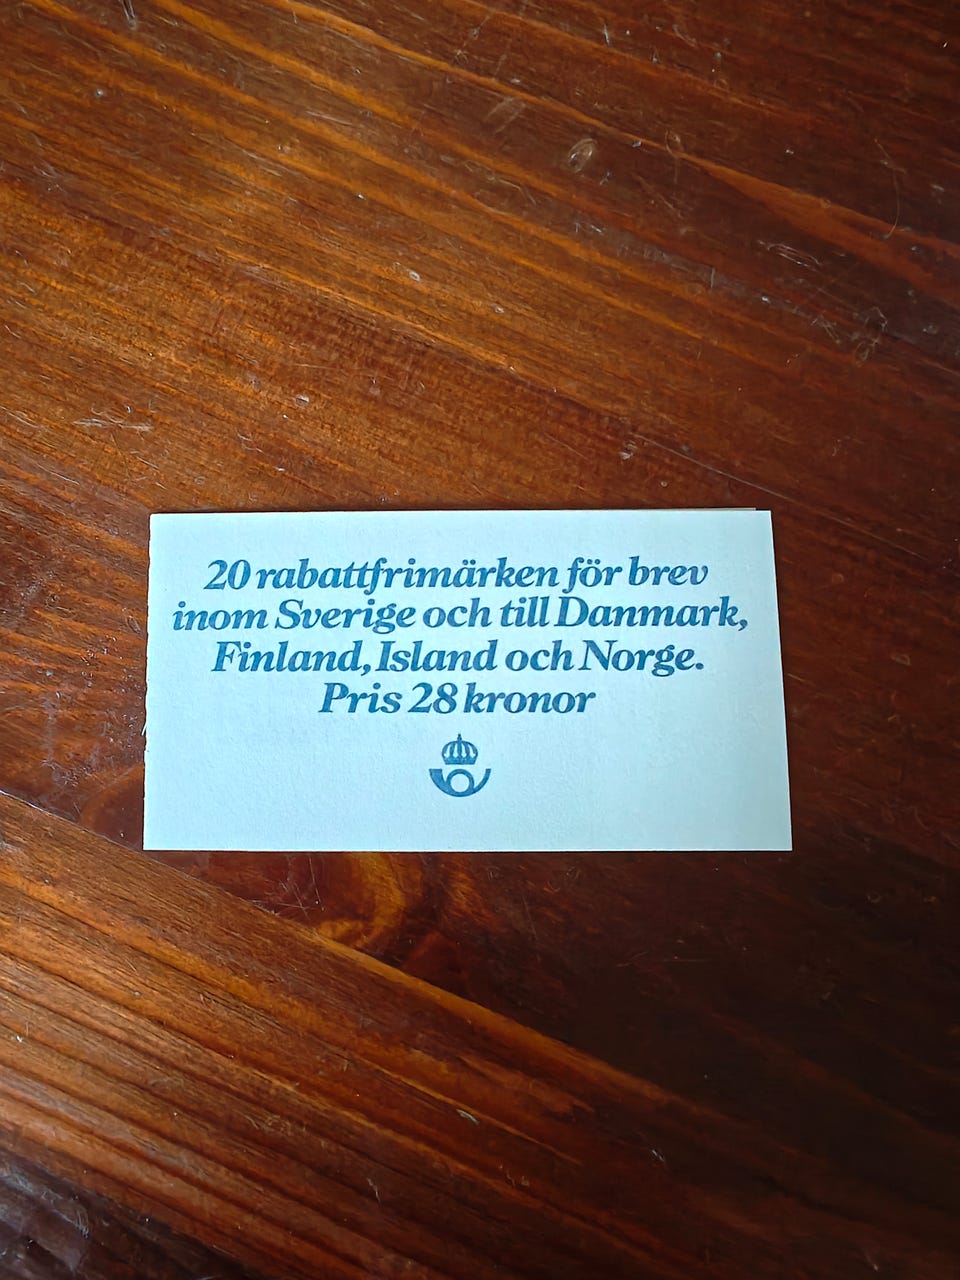 20 rabattfrimärken för brev
inom Sverige och till Danmark,
Finland, Island och Norge.
Pris 28 kronor